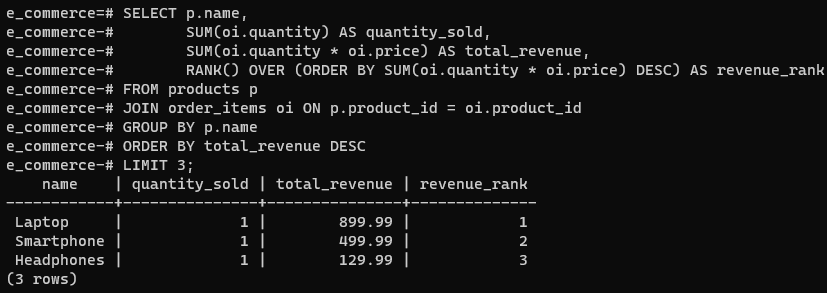 e_commerce=# SELECT p.name,
e_commerce-#        SUM(oi.quantity) AS quantity_sold,
e_commerce-#        SUM(oi.quantity * oi.price) AS total_revenue,
e_commerce-#        RANK() OVER (ORDER BY SUM(oi.quantity * oi.price) DESC) AS revenue_rank
e_commerce-# FROM products p
e_commerce-# JOIN order_items oi ON p.product_id = oi.product_id
e_commerce-# GROUP BY p.name
e_commerce-# ORDER BY total_revenue DESC
e_commerce-# LIMIT 3;
    name    | quantity_sold | total_revenue | revenue_rank
------------+---------------+---------------+--------------
 Laptop     |             1 |        899.99 |            1
 Smartphone |             1 |        499.99 |            2
 Headphones |             1 |        129.99 |            3
(3 rows)